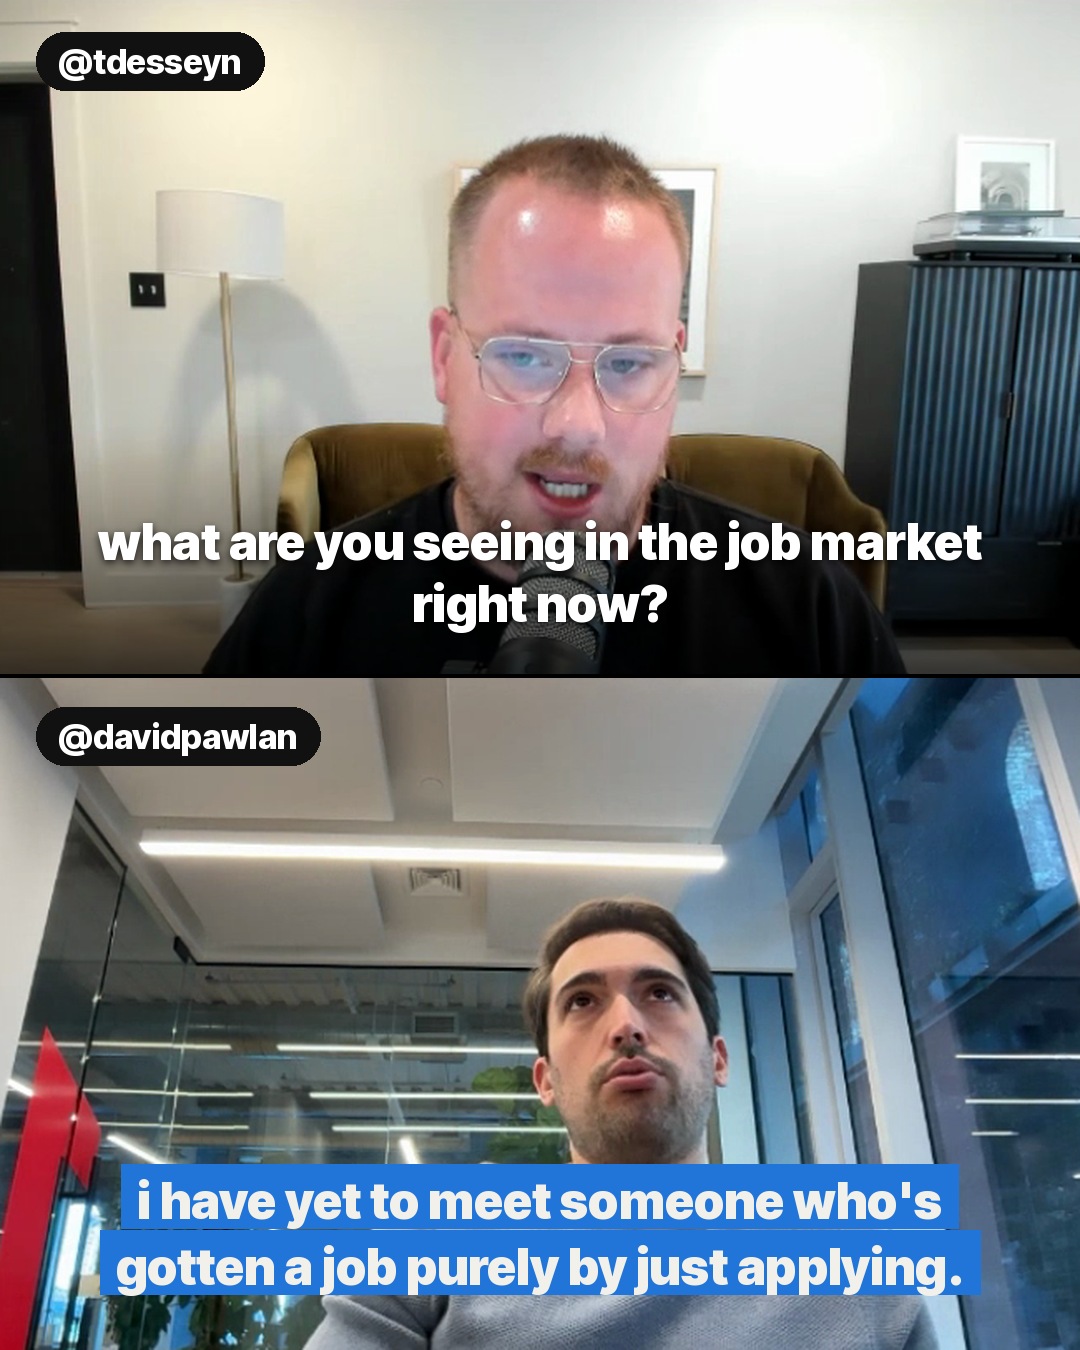 @tdesseyn
what are you seeing in the job market
right now?
@davidpawlan
i have yet to meet someone who's
gotten a job purely by just applying.